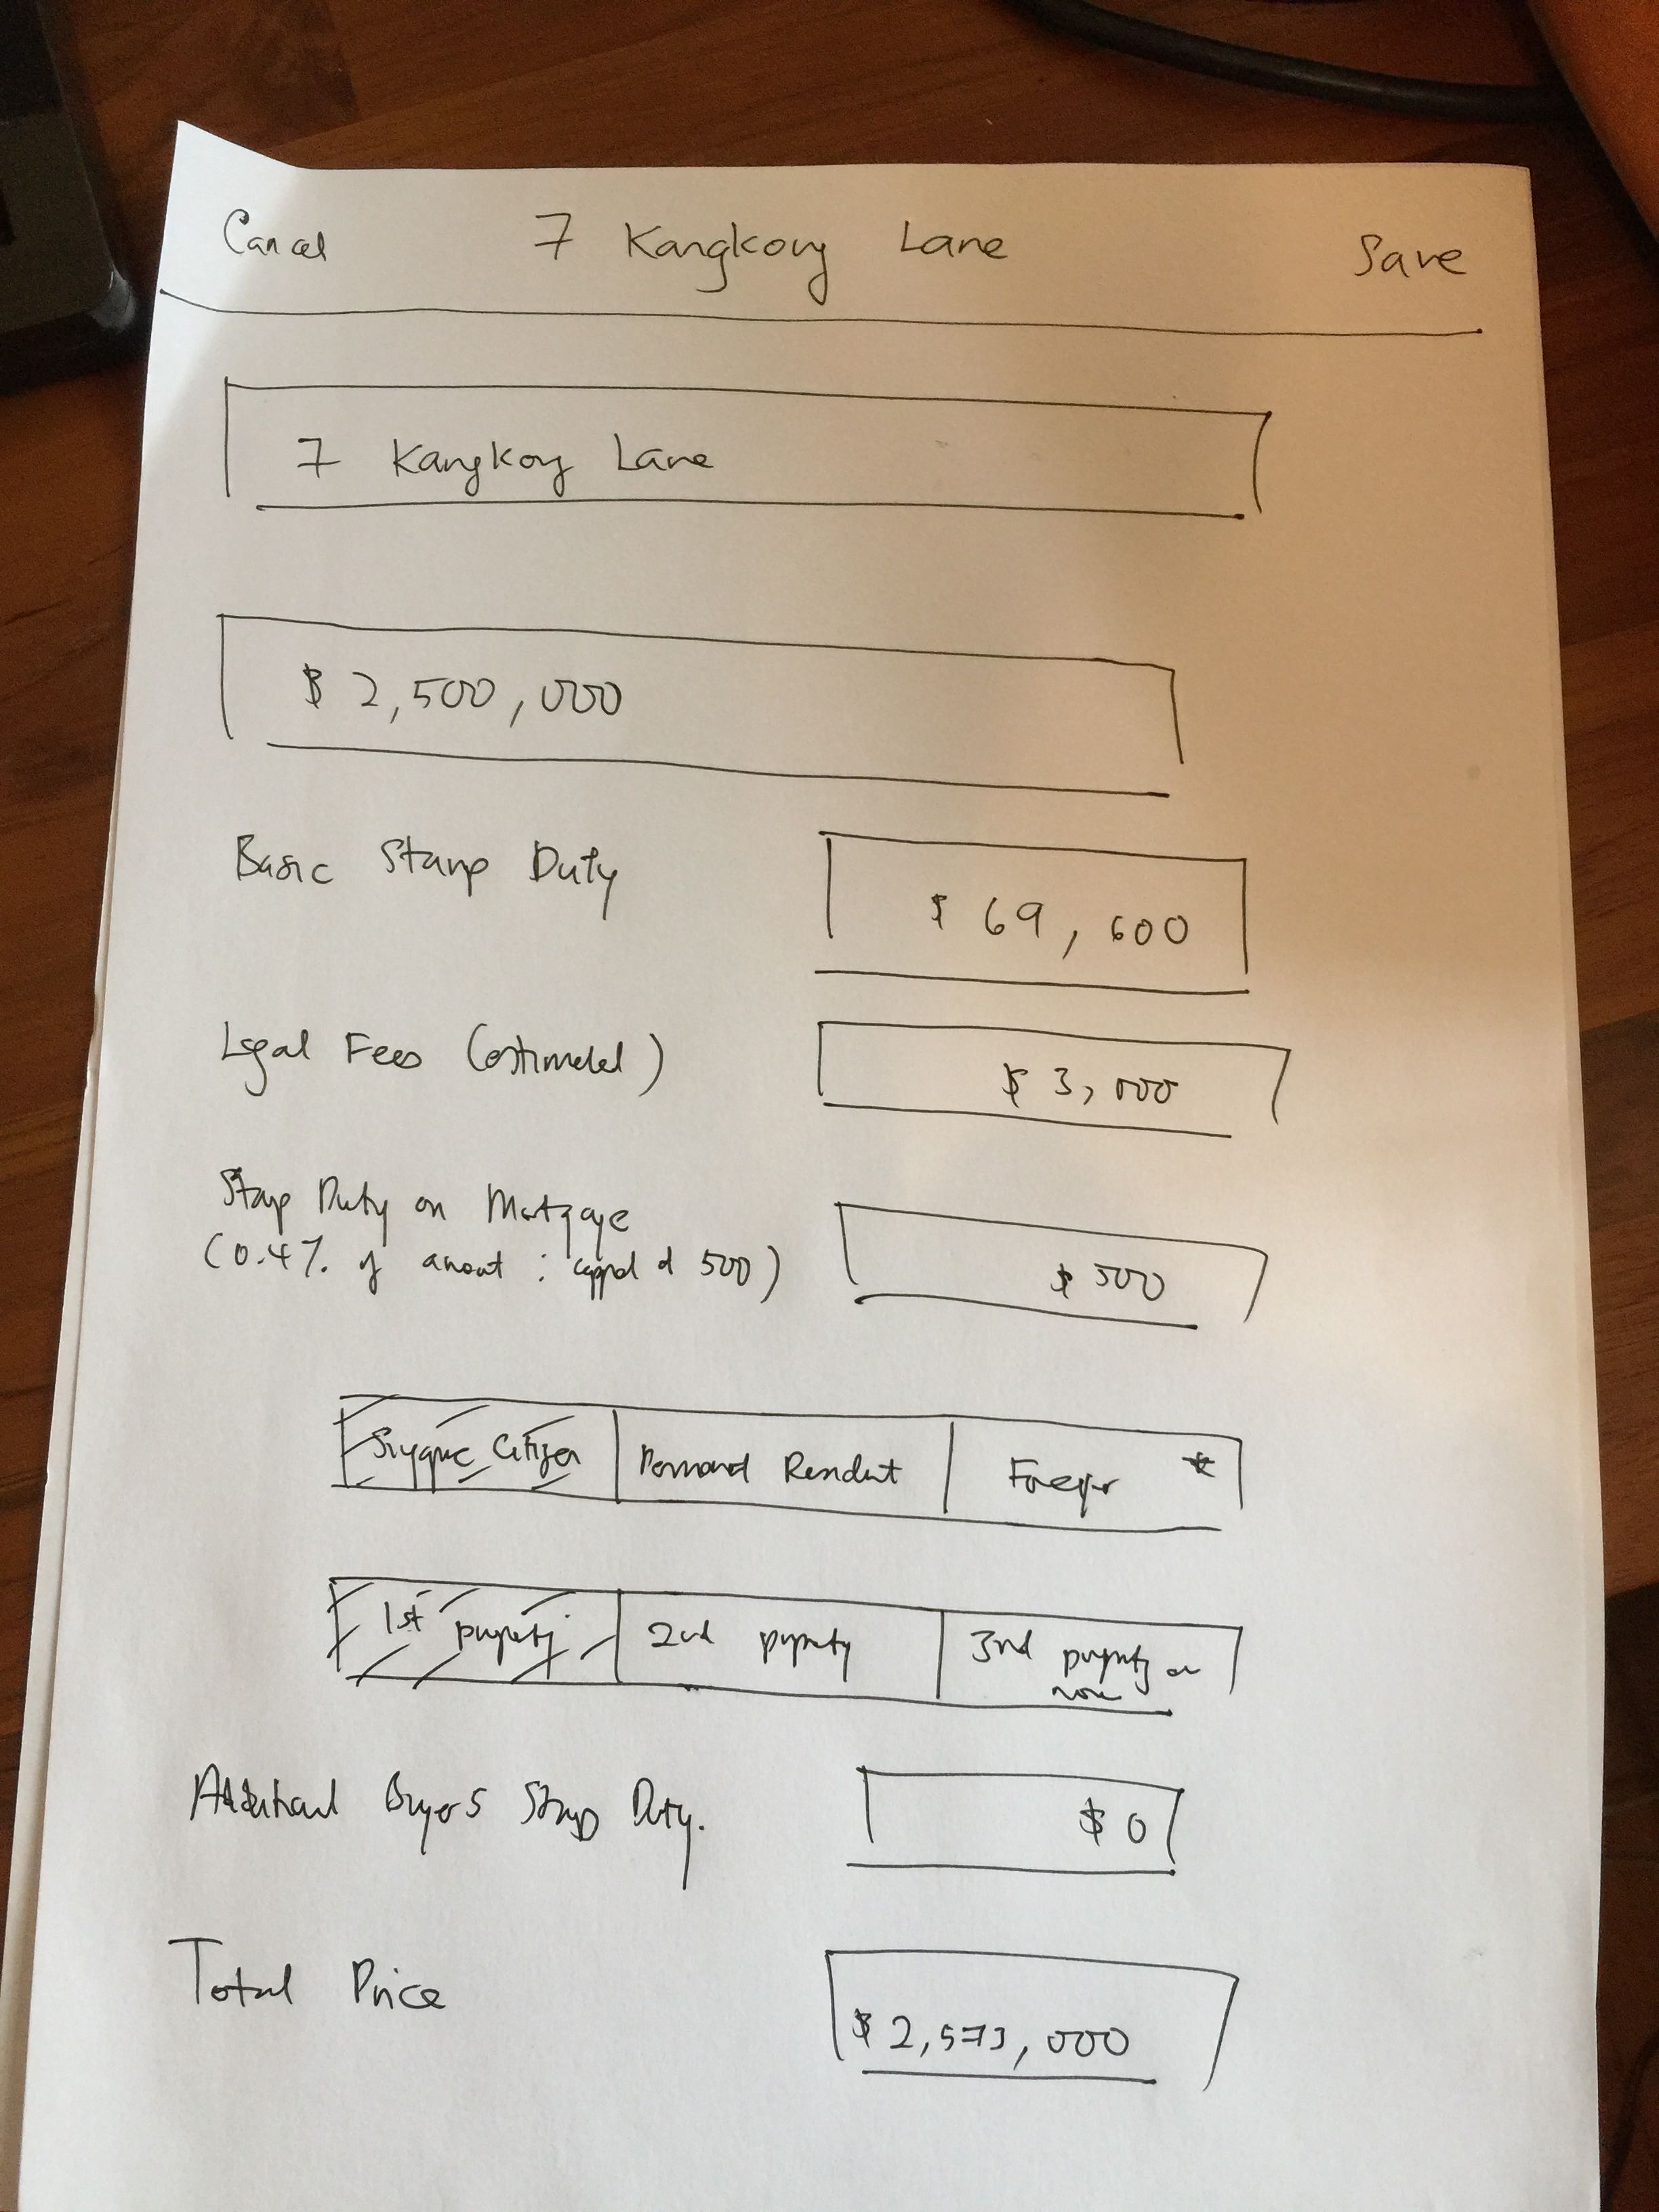 Cancel 7 Kangkong Lane Save
7 Kangkong Lane
$ 2,500,000
Basic Stamp Duty $ 69,600
Legal Fees (estimated) $ 3,000
Stamp Duty on Mortgage
(0.4% of amount ; capped at 500) $ 500
Singapore Citizen Permanent Resident Foreigner *
1st property 2nd property 3rd property or
more
Additional Buyers Stamp Duty. $ 0
Total Price $ 2,573,000